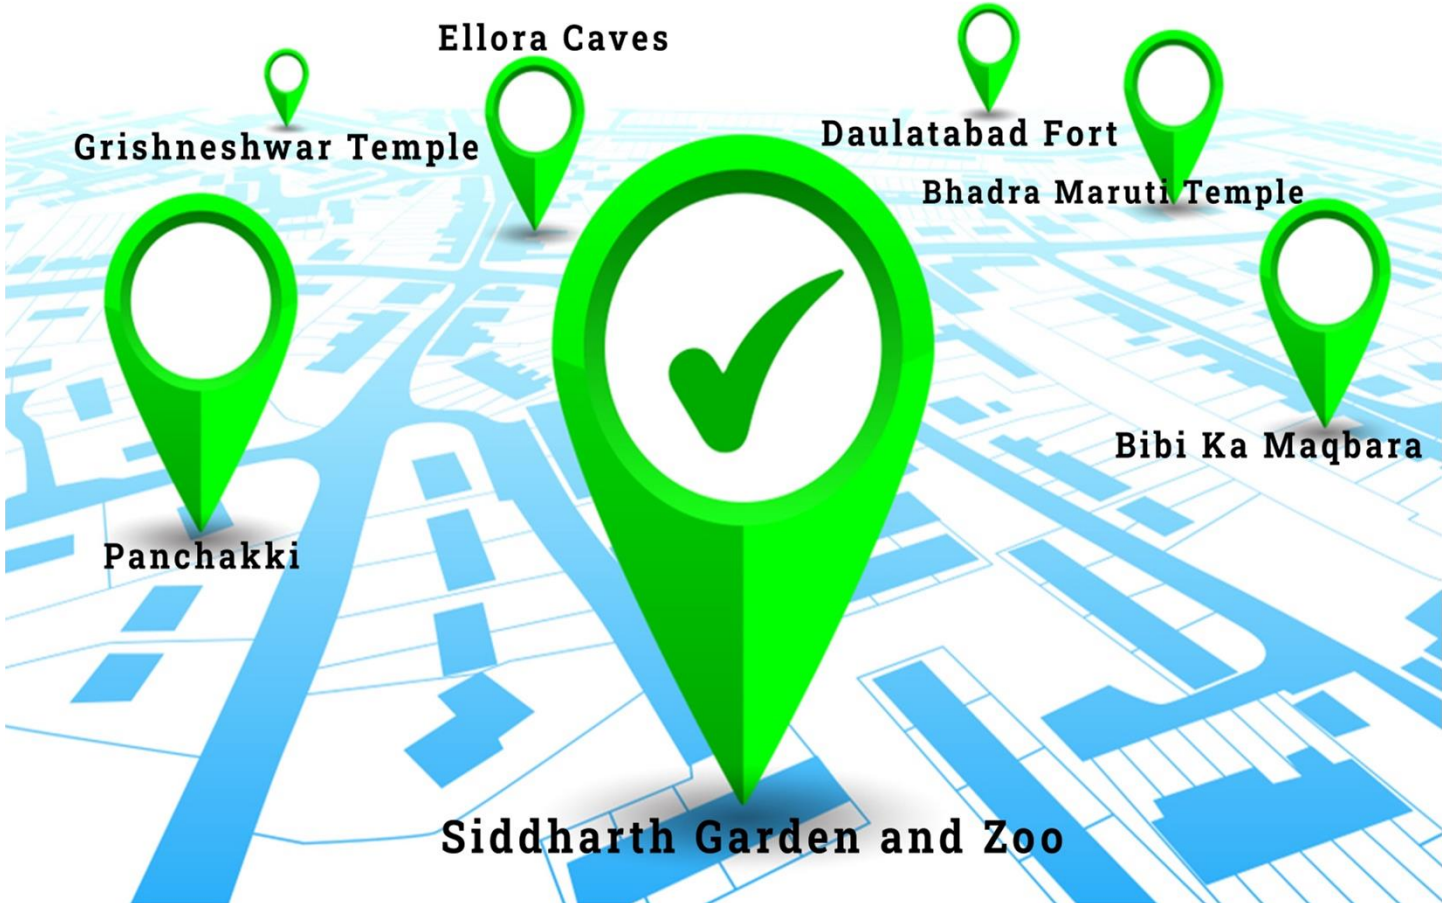 Ellora Caves
Daulatabad Fort
Grishneshwar Temple
Bhadra Maruti Temple
Bibi Ka Maqbara
Panchakki
Siddharth Garden and Zoo